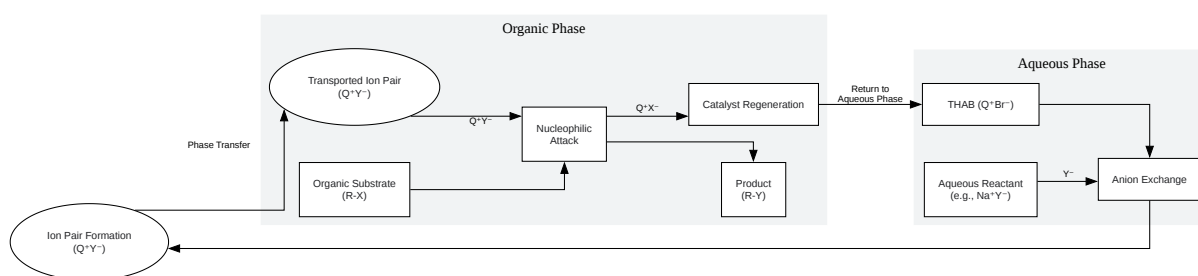 Organic Phase
Transported Ion Pair
(Q⁺Y⁻)
Q⁺Y⁻
Nucleophilic
Attack
Q⁺X⁻
Catalyst Regeneration
Organic Substrate
(R-X)
Product
(R-Y)
Return to
Aqueous Phase
Aqueous Phase
THAB (Q⁺Br⁻)
Aqueous Reactant
(e.g., Na⁺Y⁻)
Y⁻
Anion Exchange
Phase Transfer
Ion Pair Formation
(Q⁺Y⁻)